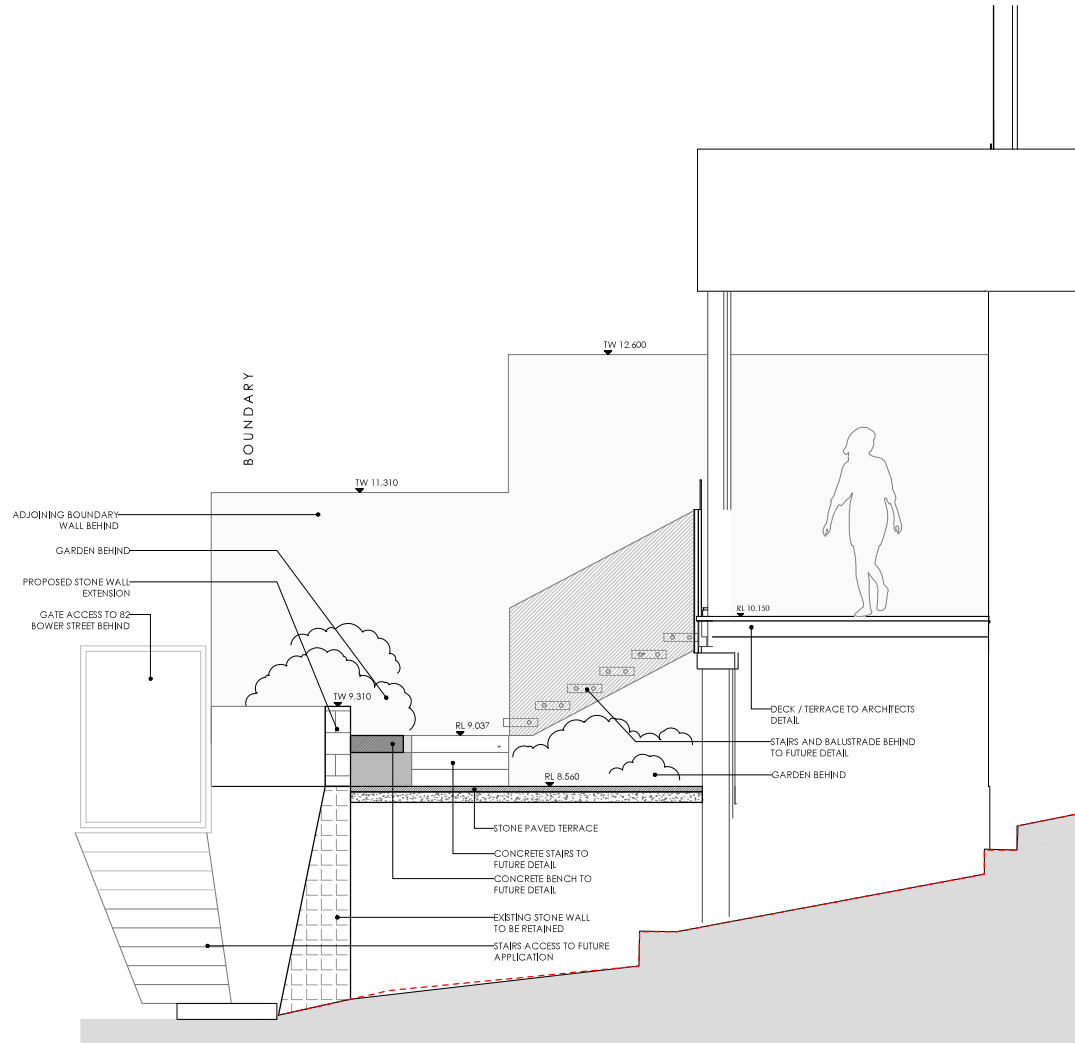 TW 12.600
BOUNDARY
TW 11.310
ADJOINING BOUNDARY
WALL BEHIND
GARDEN BEHIND
PROPOSED STONE WALL
EXTENSION
GATE ACCESS TO 82
BOWER STREET BEHIND
RL 10.150
TW 9.310
RL 9.037
DECK / TERRACE TO ARCHITECTS
DETAIL
STAIRS AND BALUSTRADE BEHIND
TO FUTURE DETAIL
GARDEN BEHIND
RL 8.560
STONE PAVED TERRACE
CONCRETE STAIRS TO
FUTURE DETAIL
CONCRETE BENCH TO
FUTURE DETAIL
EXISTING STONE WALL
TO BE RETAINED
STAIRS ACCESS TO FUTURE
APPLICATION